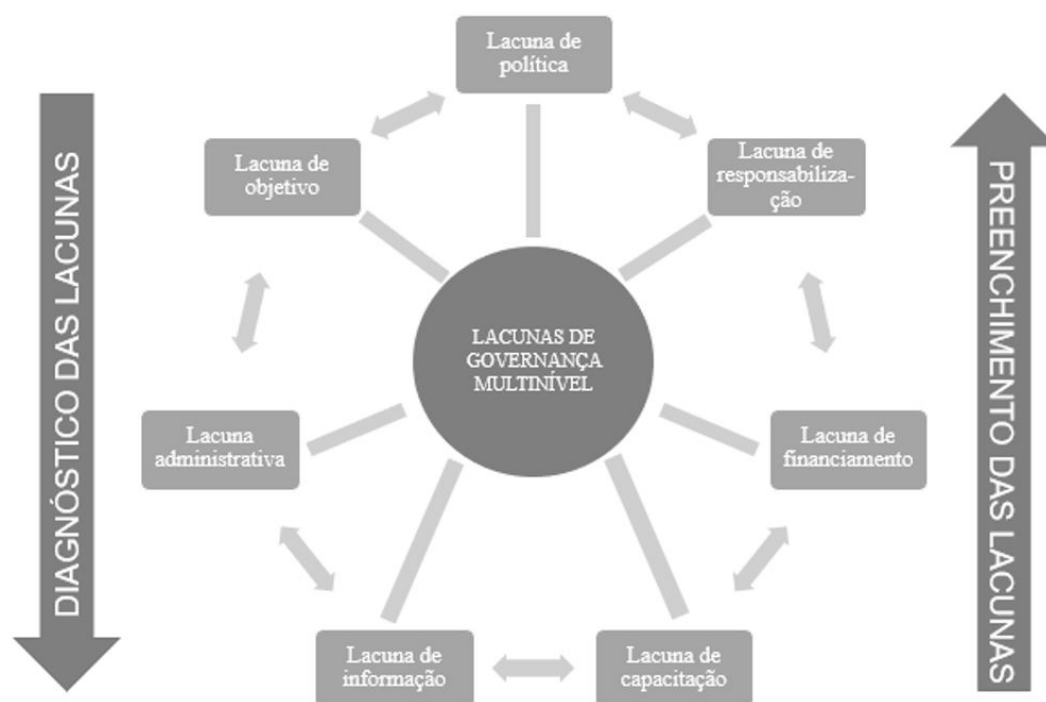 Lacuna de
política
Lacuna de
objetivo
Lacuna de
responsabiliza-
ção
DIAGNÓSTICO DAS LACUNAS
PREENCHIMENTO DAS LACUNAS
LACUNAS DE
GOVERNANÇA
MULTINÍVEL
Lacuna
administrativa
Lacuna de
financiamento
Lacuna de
informação
Lacuna de
capacitação